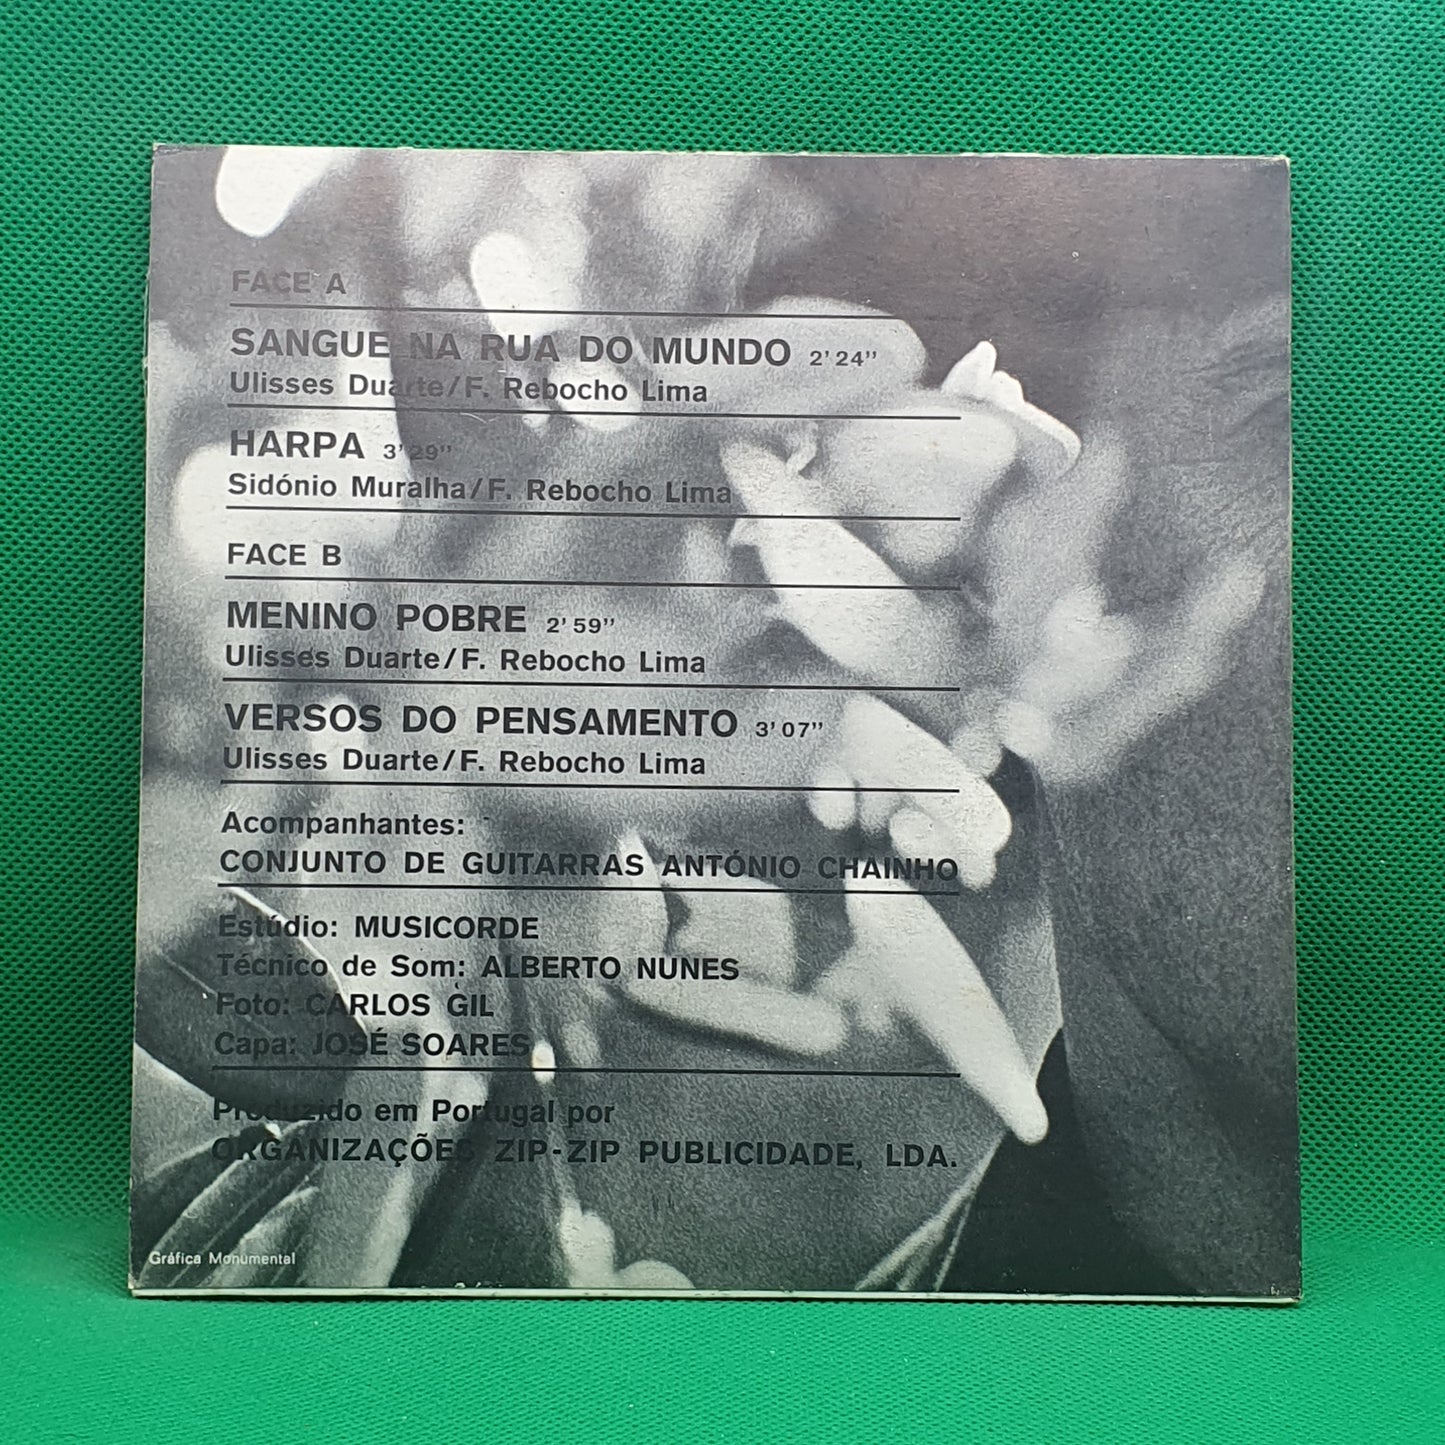 FACE A
SANGUE NA RUA DO MUNDO 2'24"
Ulisses Duarte/F. Rebocho Lima
HARPA 3'29"
Sidónio Muralha/F. Rebocho Lima
FACE B
MENINO POBRE 2'59"
Ulisses Duarte/F. Rebocho Lima
VERSOS DO PENSAMENTO 3'07"
Ulisses Duarte/F. Rebocho Lima
Acompanhantes:
CONJUNTO DE GUITARRAS ANTÓNIO CHAINHO
Estúdio: MUSICORDE
Técnico de Som: ALBERTO NUNES
Foto: CARLOS GIL
Capa: JOSÉ SOARES
Produzido em Portugal por
ORGANIZAÇÕES ZIP-ZIP PUBLICIDADE, LDA.
Gráfica Monumental